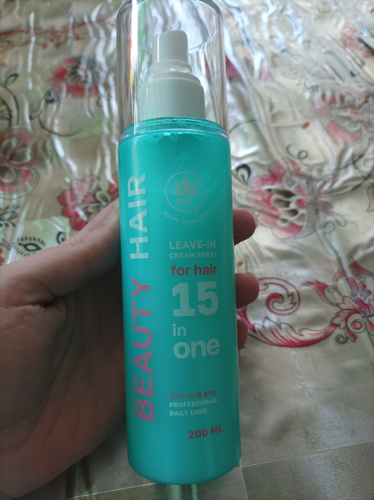 BEAUTY HAIR
LEAVE-IN
CREAM SPRAY
for hair
15
in
one
PROFESSIONAL
DAILY CARE
200 ML